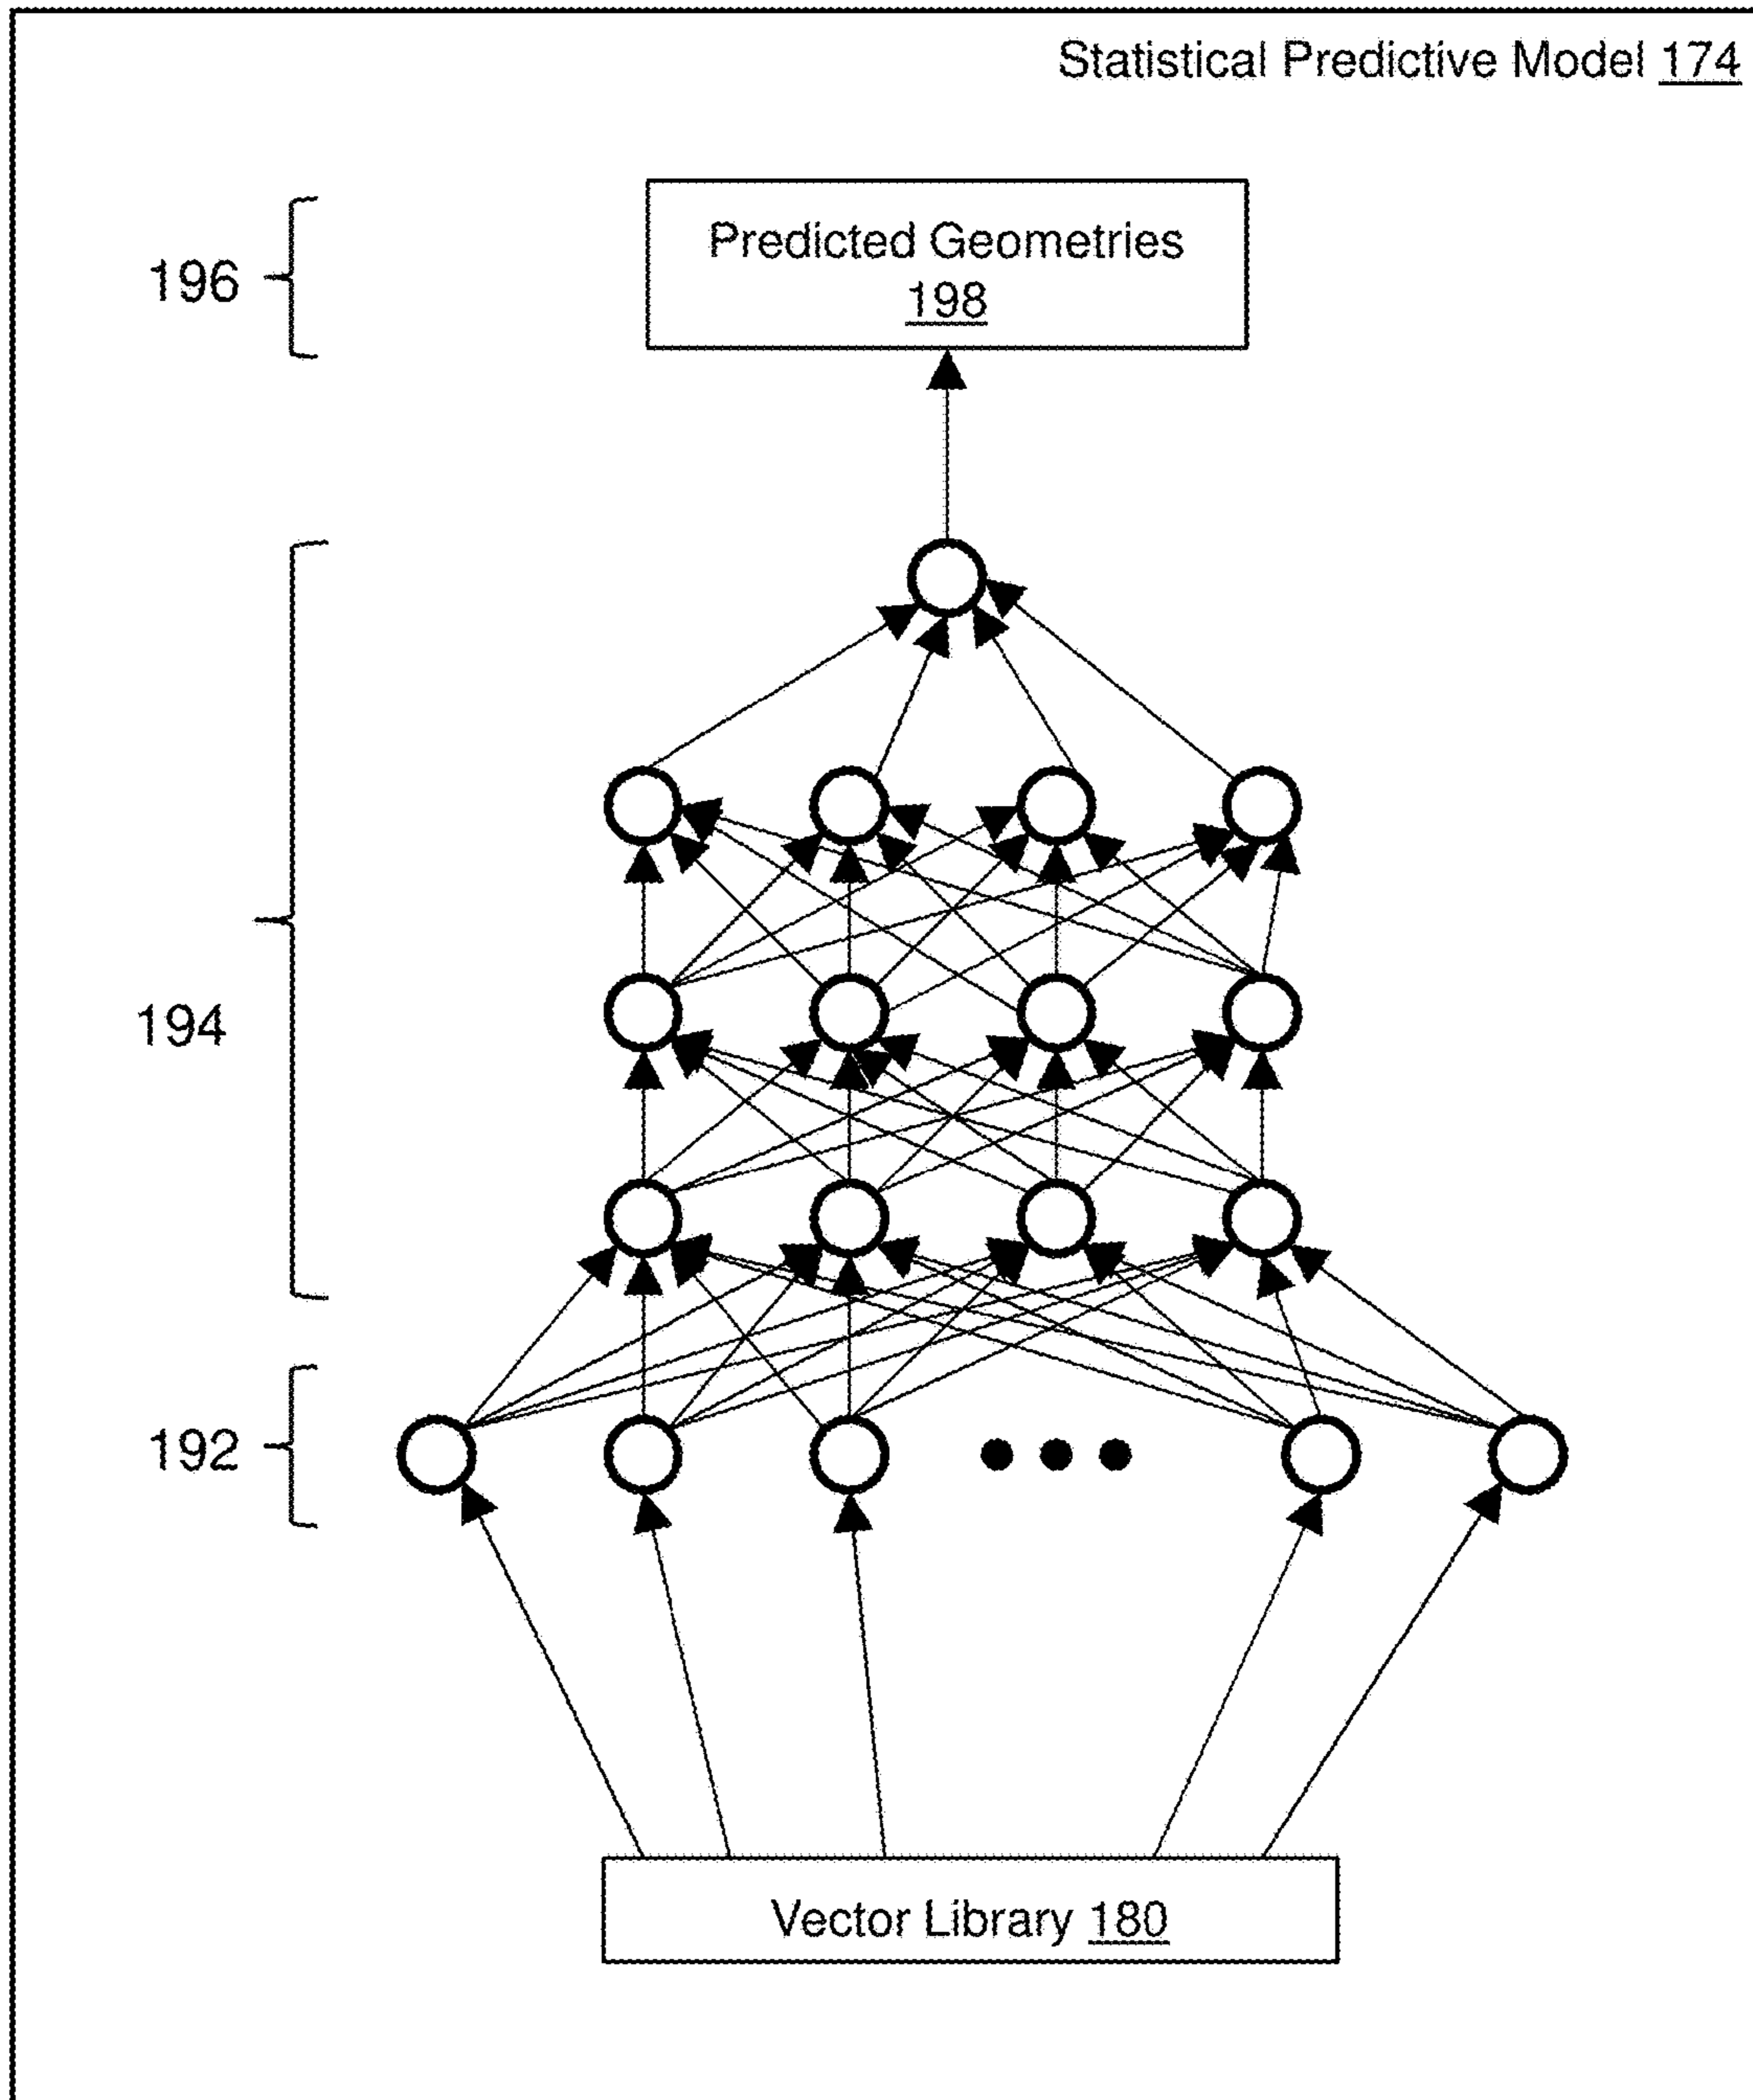 Statistical Predictive Model 174
Predicted Geometries
198
196
194
192
Vector Library 180